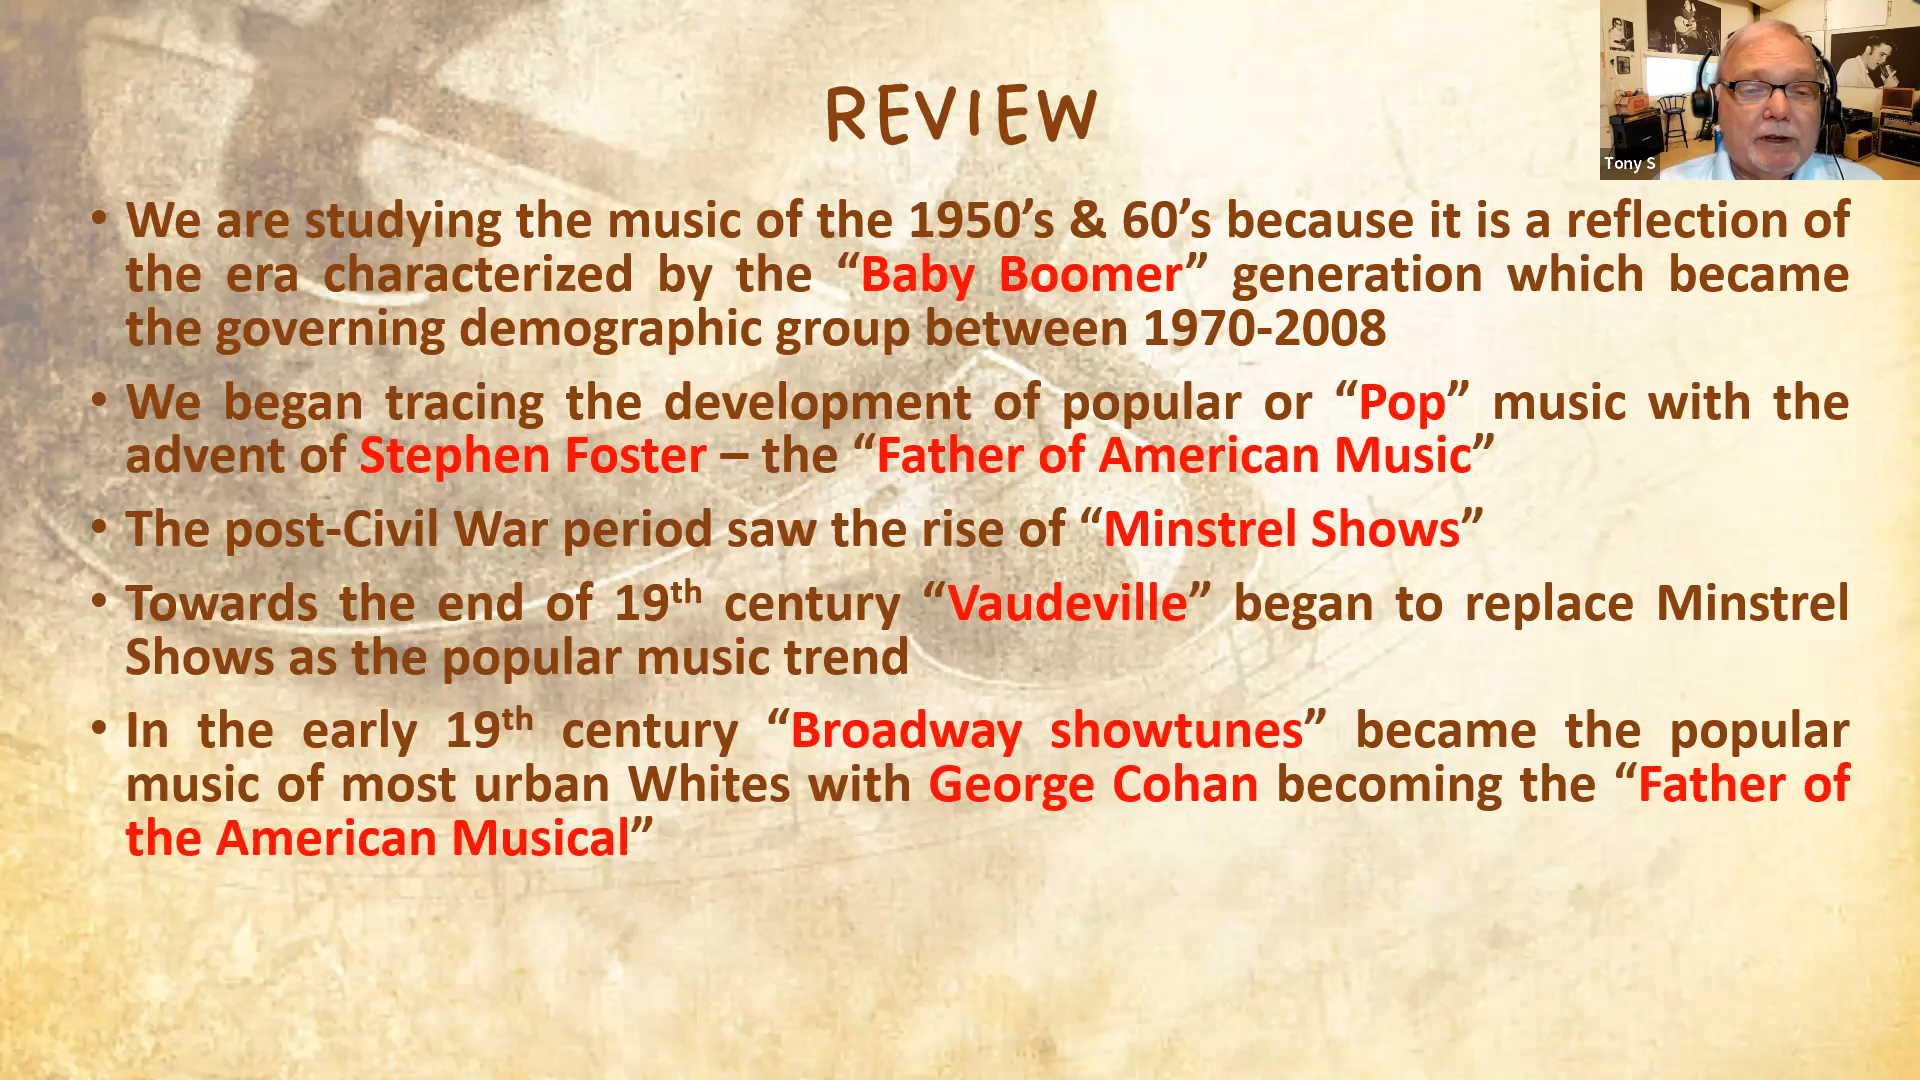 REVIEW
Tony S
• We are studying the music of the 1950’s & 60’s because it is a reflection of
the era characterized by the “Baby Boomer” generation which became
the governing demographic group between 1970-2008
• We began tracing the development of popular or “Pop” music with the
advent of Stephen Foster – the “Father of American Music”
• The post-Civil War period saw the rise of “Minstrel Shows”
• Towards the end of 19th century “Vaudeville” began to replace Minstrel
Shows as the popular music trend
• In the early 19th century “Broadway showtunes” became the popular
music of most urban Whites with George Cohan becoming the “Father of
the American Musical”